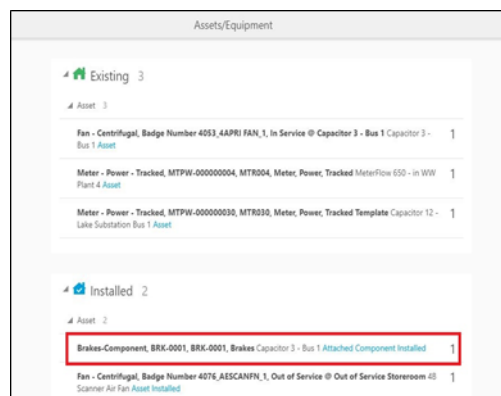 Assets/Equipment
Existing 3
Asset 3
Fan - Centrifugal, Badge Number 4053_4APRI FAN_1, In Service @ Capacitor 3 - Bus 1 Capacitor 3 - 1
Bus 1 Asset
Meter - Power - Tracked, MTPW-000000004, MTR004, Meter, Power, Tracked MeterFlow 650 - in WW 1
Plant 4 Asset
Meter - Power - Tracked, MTPW-000000030, MTR030, Meter, Power, Tracked Template Capacitor 12 - 1
Lake Substation Bus 1 Asset
Installed 2
Asset 2
Brakes-Component, BRK-0001, BRK-0001, Brakes Capacitor 3 - Bus 1 Attached Component Installed 1
Fan - Centrifugal, Badge Number 4076_AESCANFN_1, Out of Service @ Out of Service Storeroom 4B 1
Scanner Air Fan Asset Installed